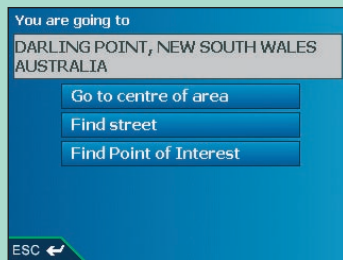 You are going to
DARLING POINT, NEW SOUTH WALES
AUSTRALIA
Go to centre of area
Find street
Find Point of Interest
ESC